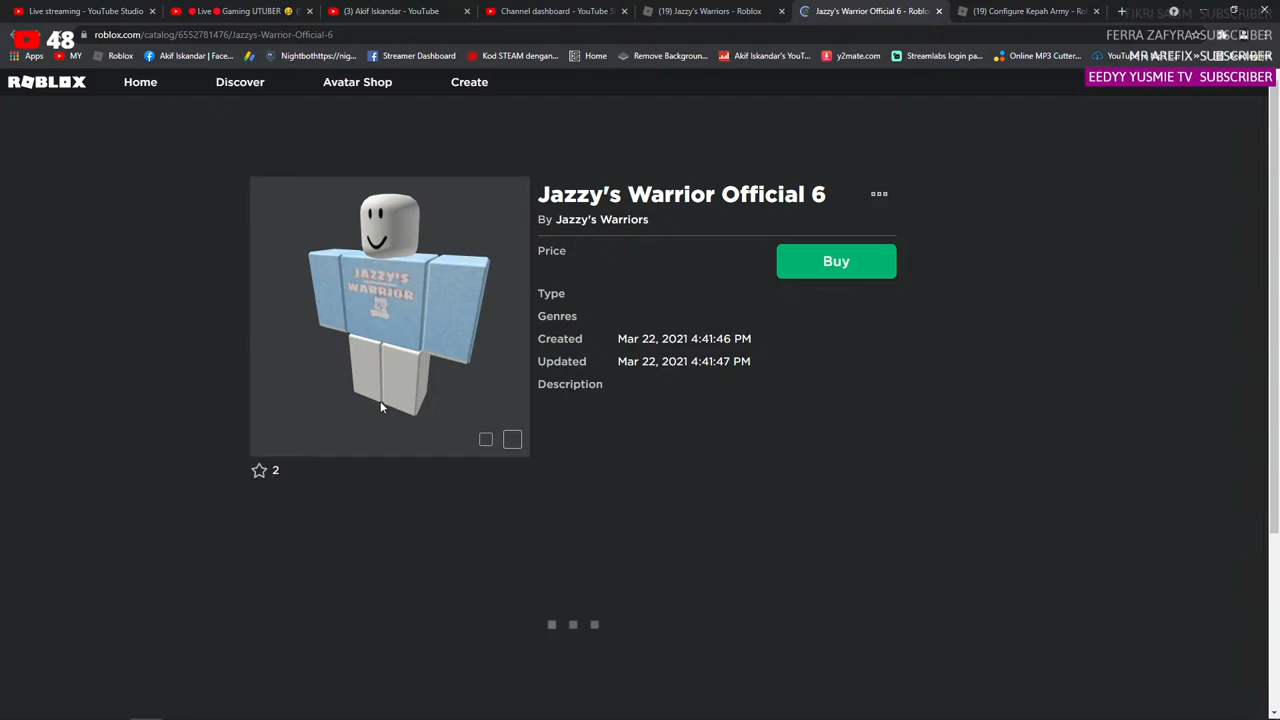 Live streaming - YouTube Studio
Live Gaming UTUBER
(3) Akif Iskandar - YouTube
Channel dashboard - YouTube S
(19) Jazzy's Warriors - Roblox
Jazzy's Warrior Official 6 - Roblo
(19) Configure Kepah Army - Ro
48
roblox.com/catalog/6552781476/Jazzys-Warrior-Official-6
FERRA ZAFYRA SUBSCRIBER
Apps
MY
Roblox
Akif Iskandar | Face...
Nightbothttps://nig...
Streamer Dashboard
Kod STEAM dengan...
Home
Remove Backgroun...
Akif Iskandar's YouT...
y2mate.com
Streamlabs login pa...
Online MP3 Cutter...
MR AREFIX SUBSCRIBER
EEDYY YUSMIE TV SUBSCRIBER
ROBLOX
Home
Discover
Avatar Shop
Create
Jazzy's Warrior Official 6
By Jazzy's Warriors
Price
Buy
JAZZY'S
WARRIOR
Type
Genres
Created Mar 22, 2021 4:41:46 PM
Updated Mar 22, 2021 4:41:47 PM
Description
2